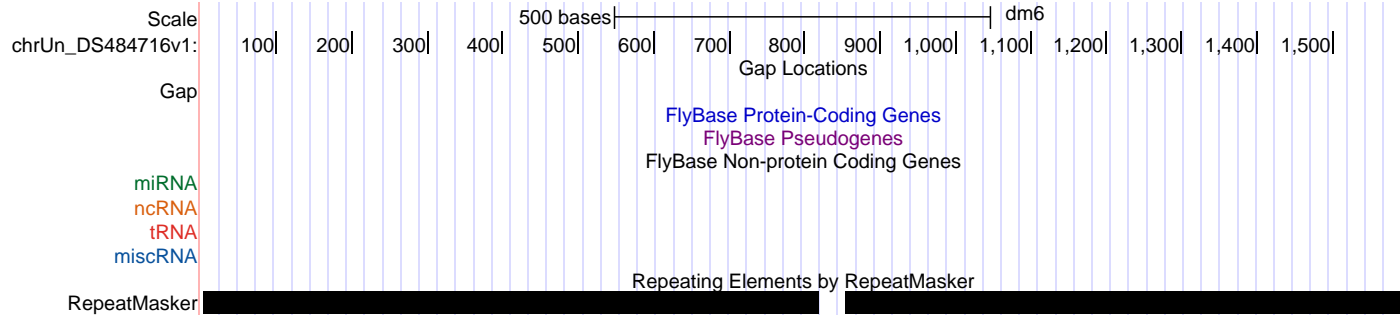 Scale 500 bases dm6
chrUn_DS484716v1: 100 200 300 400 500 600 700 800 900 1,000 1,100 1,200 1,300 1,400 1,500
Gap Locations
Gap
FlyBase Protein-Coding Genes
FlyBase Pseudogenes
FlyBase Non-protein Coding Genes
miRNA
ncRNA
tRNA
miscRNA
Repeating Elements by RepeatMasker
RepeatMasker